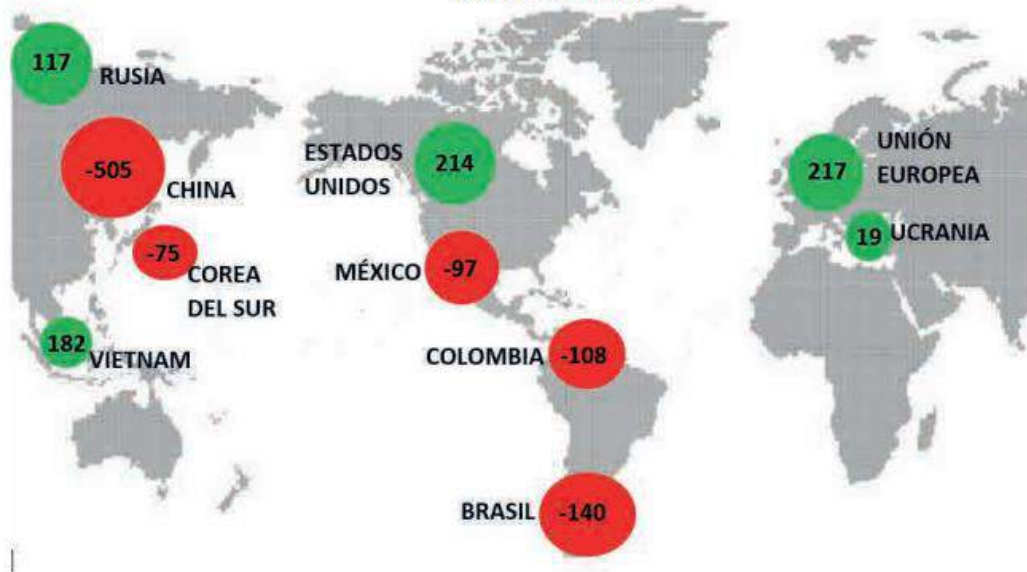 117
RUSIA
-505
CHINA
-75
COREA
DEL SUR
182
VIETNAM
ESTADOS
UNIDOS
214
MÉXICO
-97
COLOMBIA
-108
BRASIL
-140
217
UNIÓN
EUROPEA
19
UCRANIA